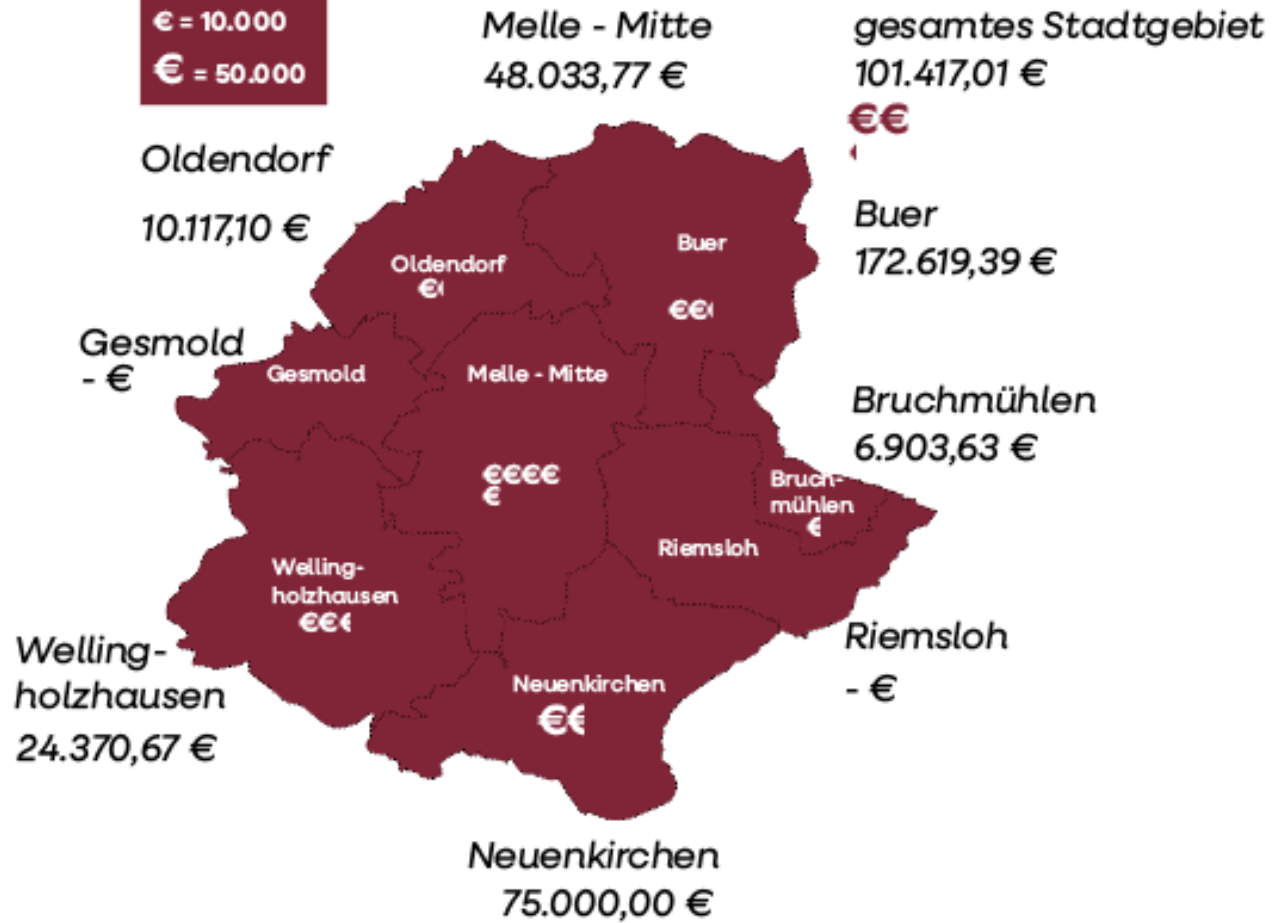 € = 10.000
€ = 50.000
Melle - Mitte
48.033,77 €
gesamtes Stadtgebiet
101.417,01 €
€€
€
Oldendorf
10.117,10 €
Buer
172.619,39 €
Oldendorf
€€
Buer
€€€
Gesmold
- €
Gesmold
Melle - Mitte
€€€€
€
Bruchmühlen
6.903,63 €
Bruch-
mühlen
€
Riemsloh
Welling-
holzhausen
€€€
Welling-
holzhausen
24.370,67 €
Riemsloh
- €
Neuenkirchen
€€
Neuenkirchen
75.000,00 €